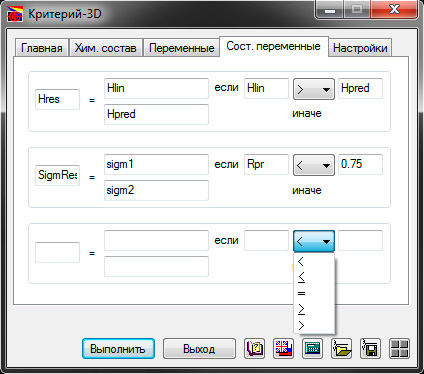 Критерий-3D
Главная Хим. состав Переменные Сост. переменные Настройки
Hlin если Hlin > Hpred
Hres =
Hpred иначе
sigm1 если Rpr < 0.75
SigmRes =
sigm2 иначе
если <
=
<
≤
=
≥
>
Выполнить Выход